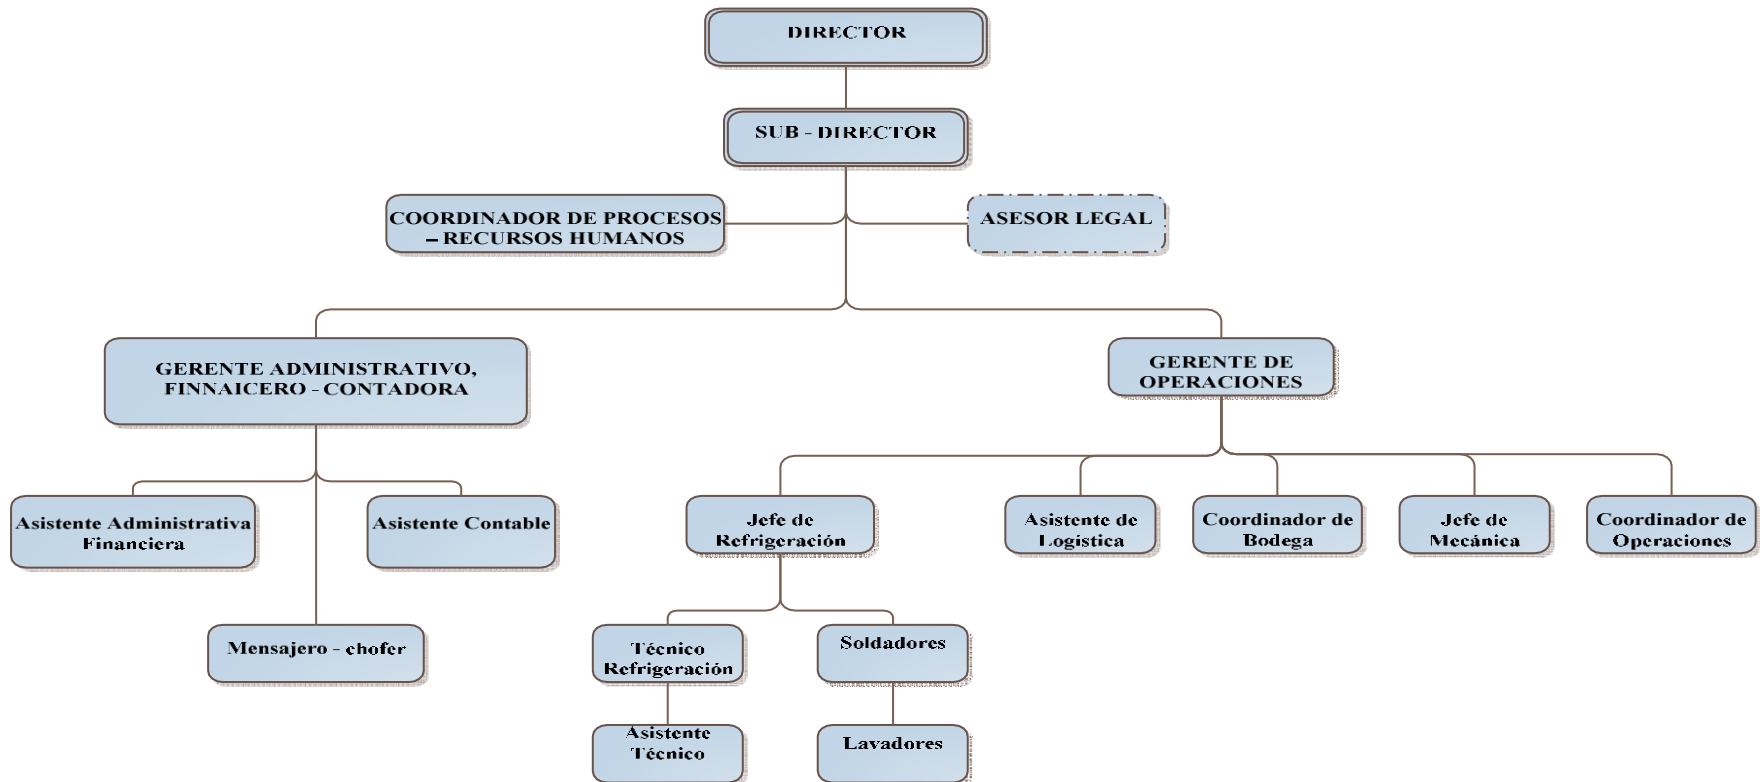 DIRECTOR
SUB - DIRECTOR
COORDINADOR DE PROCESOS
– RECURSOS HUMANOS
ASESOR LEGAL
GERENTE ADMINISTRATIVO,
FINNAICERO - CONTADORA
GERENTE DE
OPERACIONES
Asistente Administrativa
Financiera
Asistente Contable
Jefe de
Refrigeración
Asistente de
Logística
Coordinador de
Bodega
Jefe de
Mecánica
Coordinador de
Operaciones
Mensajero - chofer
Técnico
Refrigeración
Soldadores
Asistente
Técnico
Lavadores